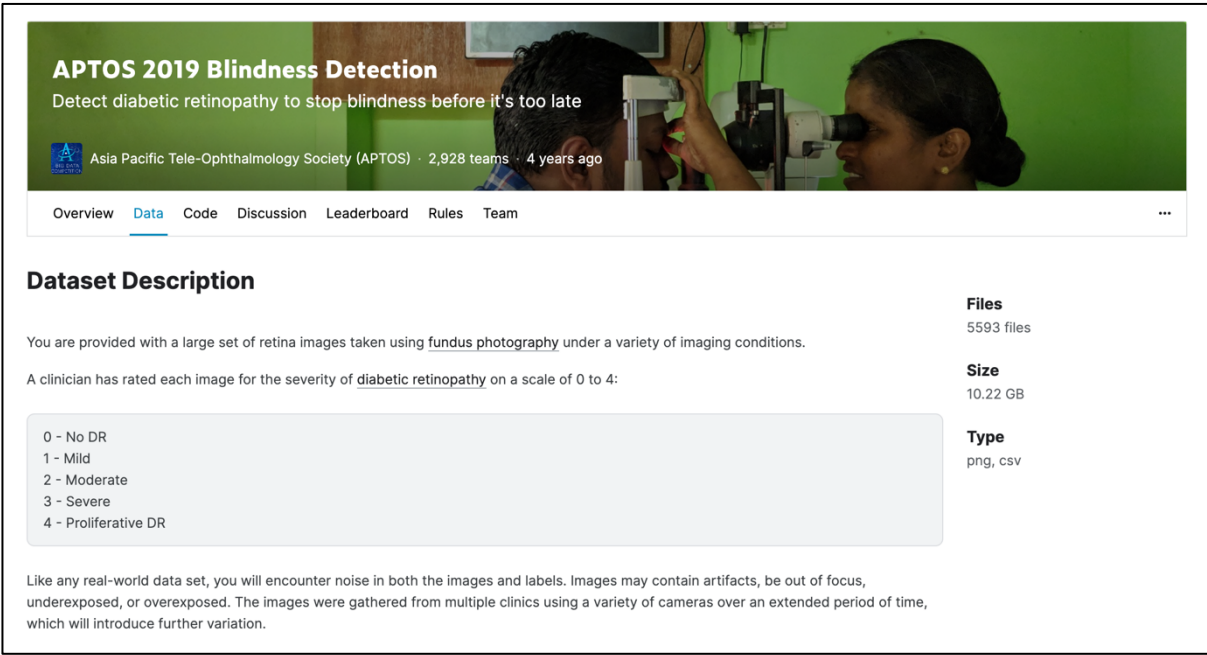 APTOS 2019 Blindness Detection
Detect diabetic retinopathy to stop blindness before it's too late
Asia Pacific Tele-Ophthalmology Society (APTOS) · 2,928 teams · 4 years ago
Overview Data Code Discussion Leaderboard Rules Team ...
Dataset Description
You are provided with a large set of retina images taken using fundus photography under a variety of imaging conditions.
A clinician has rated each image for the severity of diabetic retinopathy on a scale of 0 to 4:
0 - No DR
1 - Mild
2 - Moderate
3 - Severe
4 - Proliferative DR
Like any real-world data set, you will encounter noise in both the images and labels. Images may contain artifacts, be out of focus,
underexposed, or overexposed. The images were gathered from multiple clinics using a variety of cameras over an extended period of time,
which will introduce further variation.
Files
5593 files
Size
10.22 GB
Type
png, csv